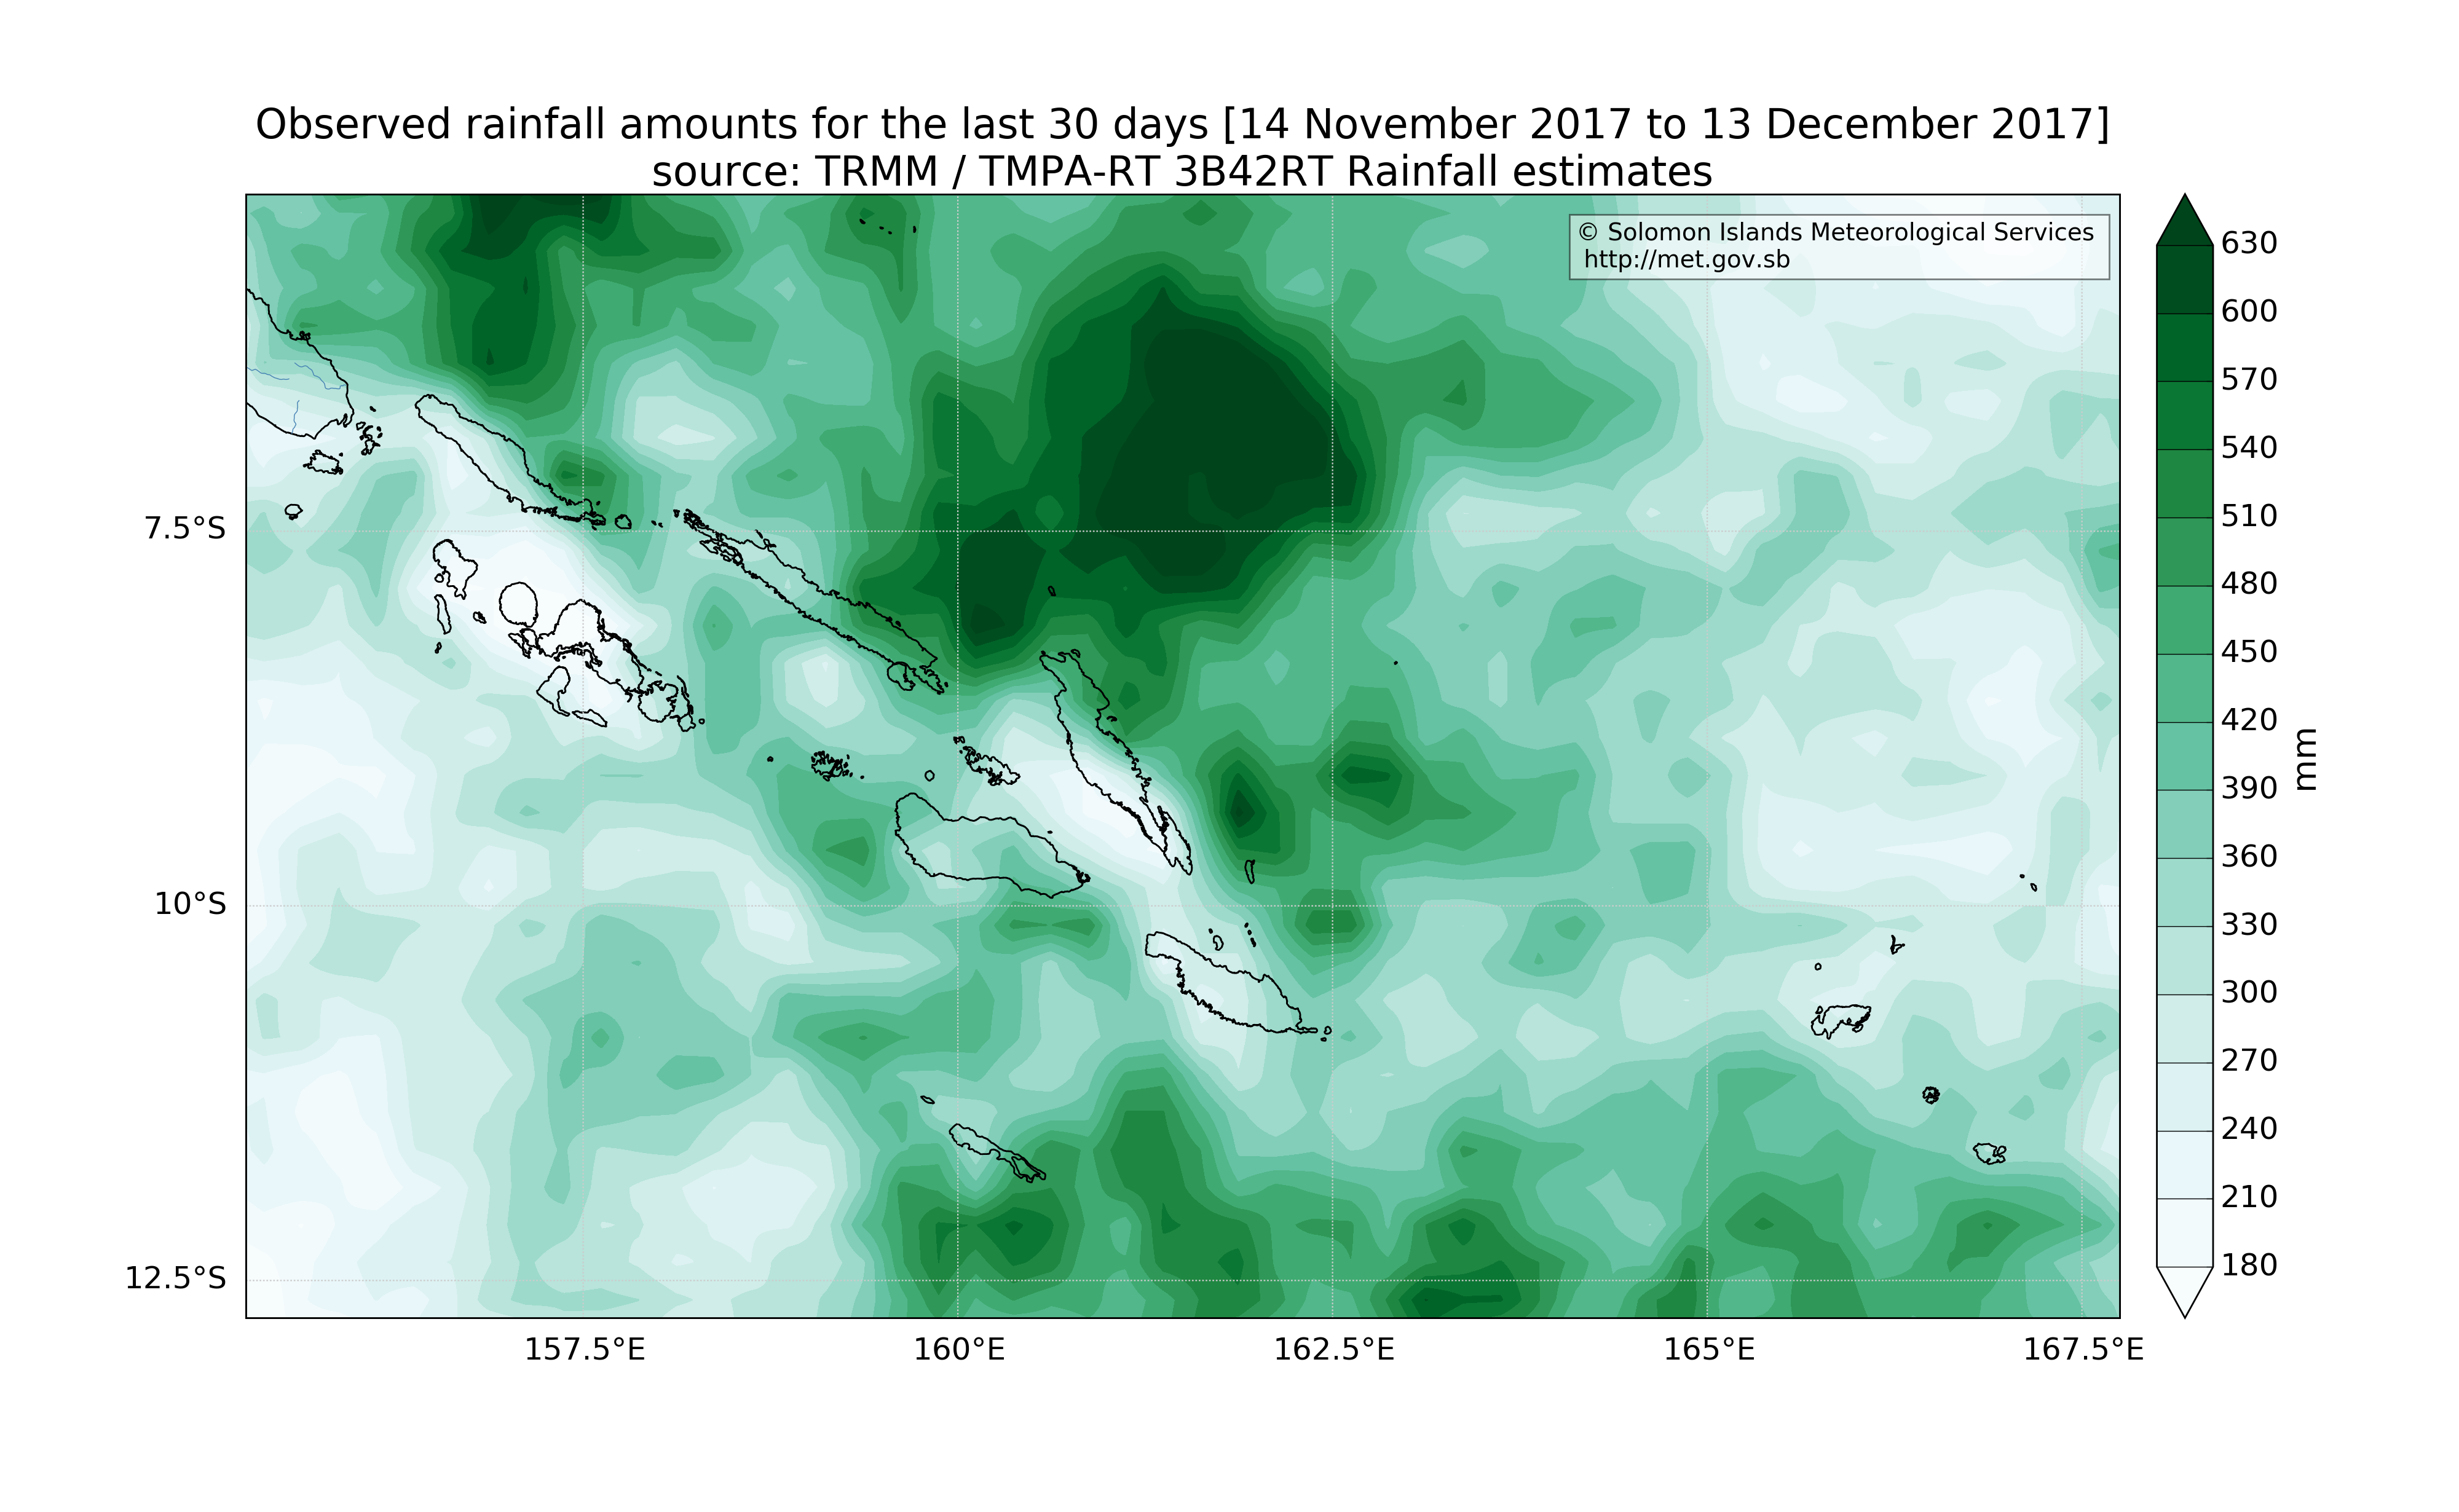 Observed rainfall amounts for the last 30 days [14 November 2017 to 13 December 2017]
source: TRMM / TMPA-RT 3B42RT Rainfall estimates
© Solomon Islands Meteorological Services
http://met.gov.sb
7.5°S
10°S
12.5°S
157.5°E
160°E
162.5°E
165°E
167.5°E
630
600
570
540
510
480
450
420
390
360
330
300
270
240
210
180
mm